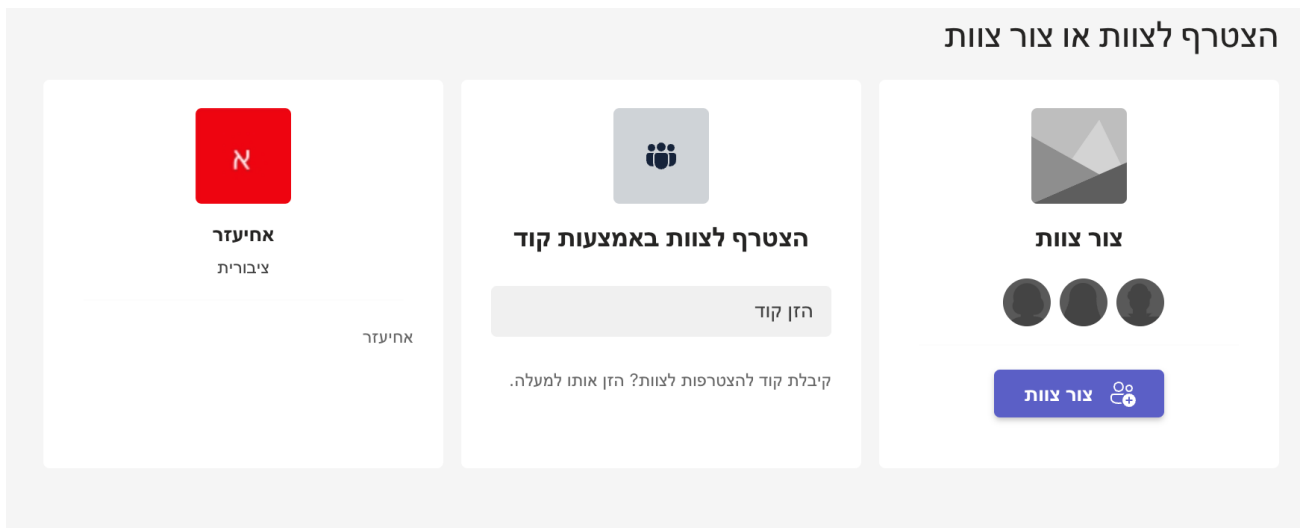 הצטרף לצוות או צור צוות
צור צוות
צור צוות
הצטרף לצוות באמצעות קוד
הזן קוד
קיבלת קוד להצטרפות לצוות? הזן אותו למעלה.
א
אחיעזר
ציבורית
אחיעזר